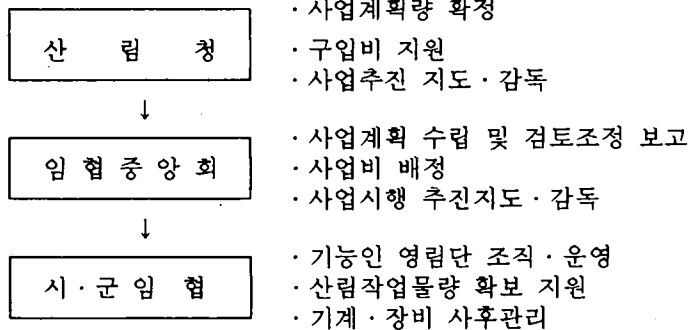 · 사업계획량 확정
산 림 청
· 구입비 지원
· 사업추진 지도 · 감독
↓
· 사업계획 수립 및 검토조정 보고
임 협 중 앙 회
· 사업비 배정
· 사업시행 추진지도 · 감독
↓
· 기능인 영림단 조직 · 운영
시 · 군 임 협
· 산림작업물량 확보 지원
· 기계 · 장비 사후관리